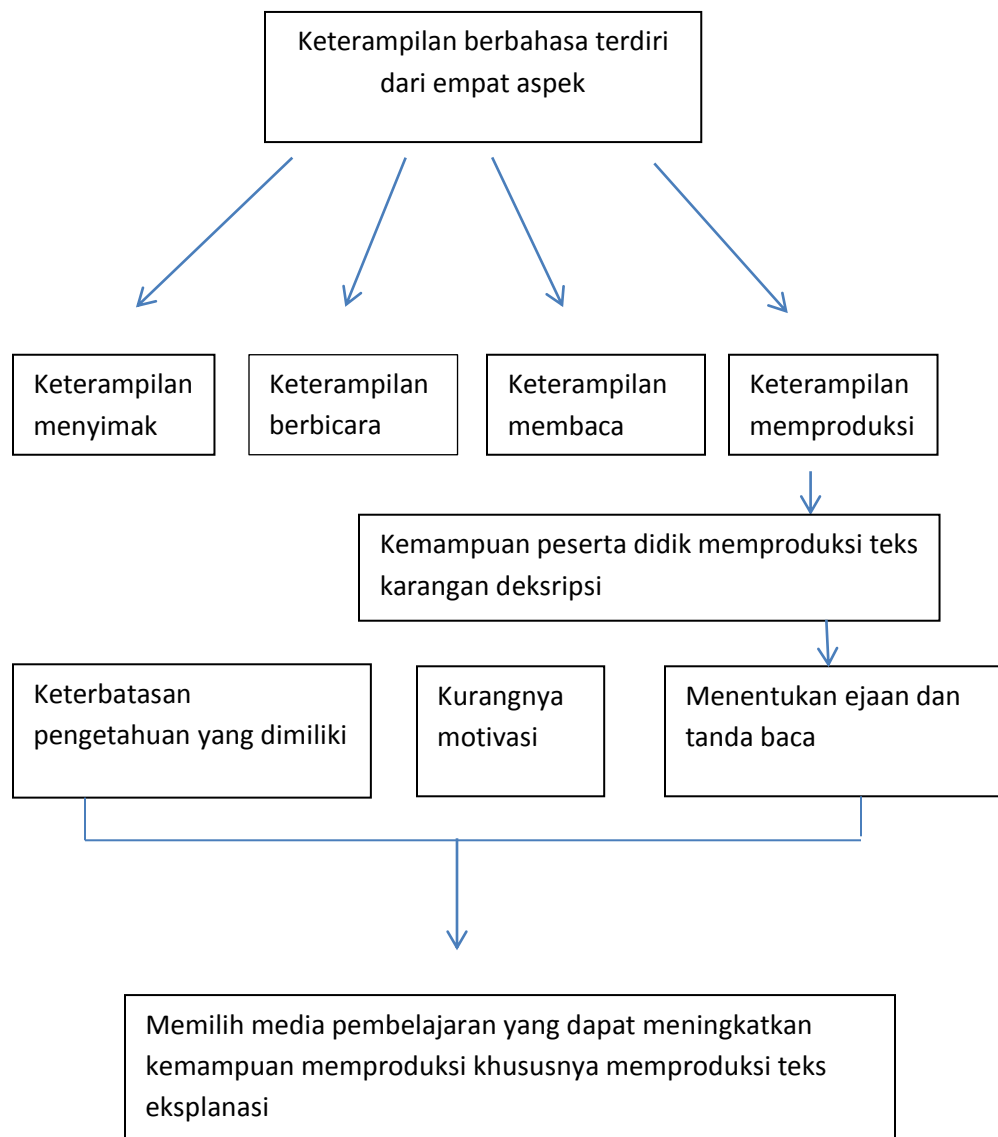 Keterampilan berbahasa terdiri
dari empat aspek
Keterampilan
menyimak
Keterampilan
berbicara
Keterampilan
membaca
Keterampilan
memproduksi
Kemampuan peserta didik memproduksi teks
karangan deksripsi
Keterbatasan
pengetahuan yang dimiliki
Kurangnya
motivasi
Menentukan ejaan dan
tanda baca
Memilih media pembelajaran yang dapat meningkatkan
kemampuan memproduksi khususnya memproduksi teks
eksplanasi